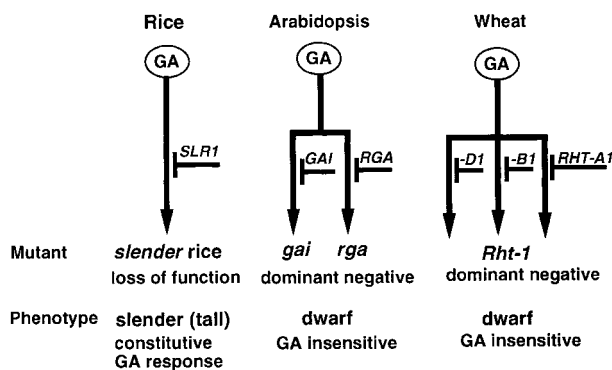 Rice Arabidopsis Wheat
GA GA GA
SLR1 GAI RGA -D1 -B1 RHT-A1
Mutant slender rice gai rga Rht-1
loss of function dominant negative dominant negative
Phenotype slender (tall) dwarf dwarf
constitutive GA insensitive GA insensitive
GA response